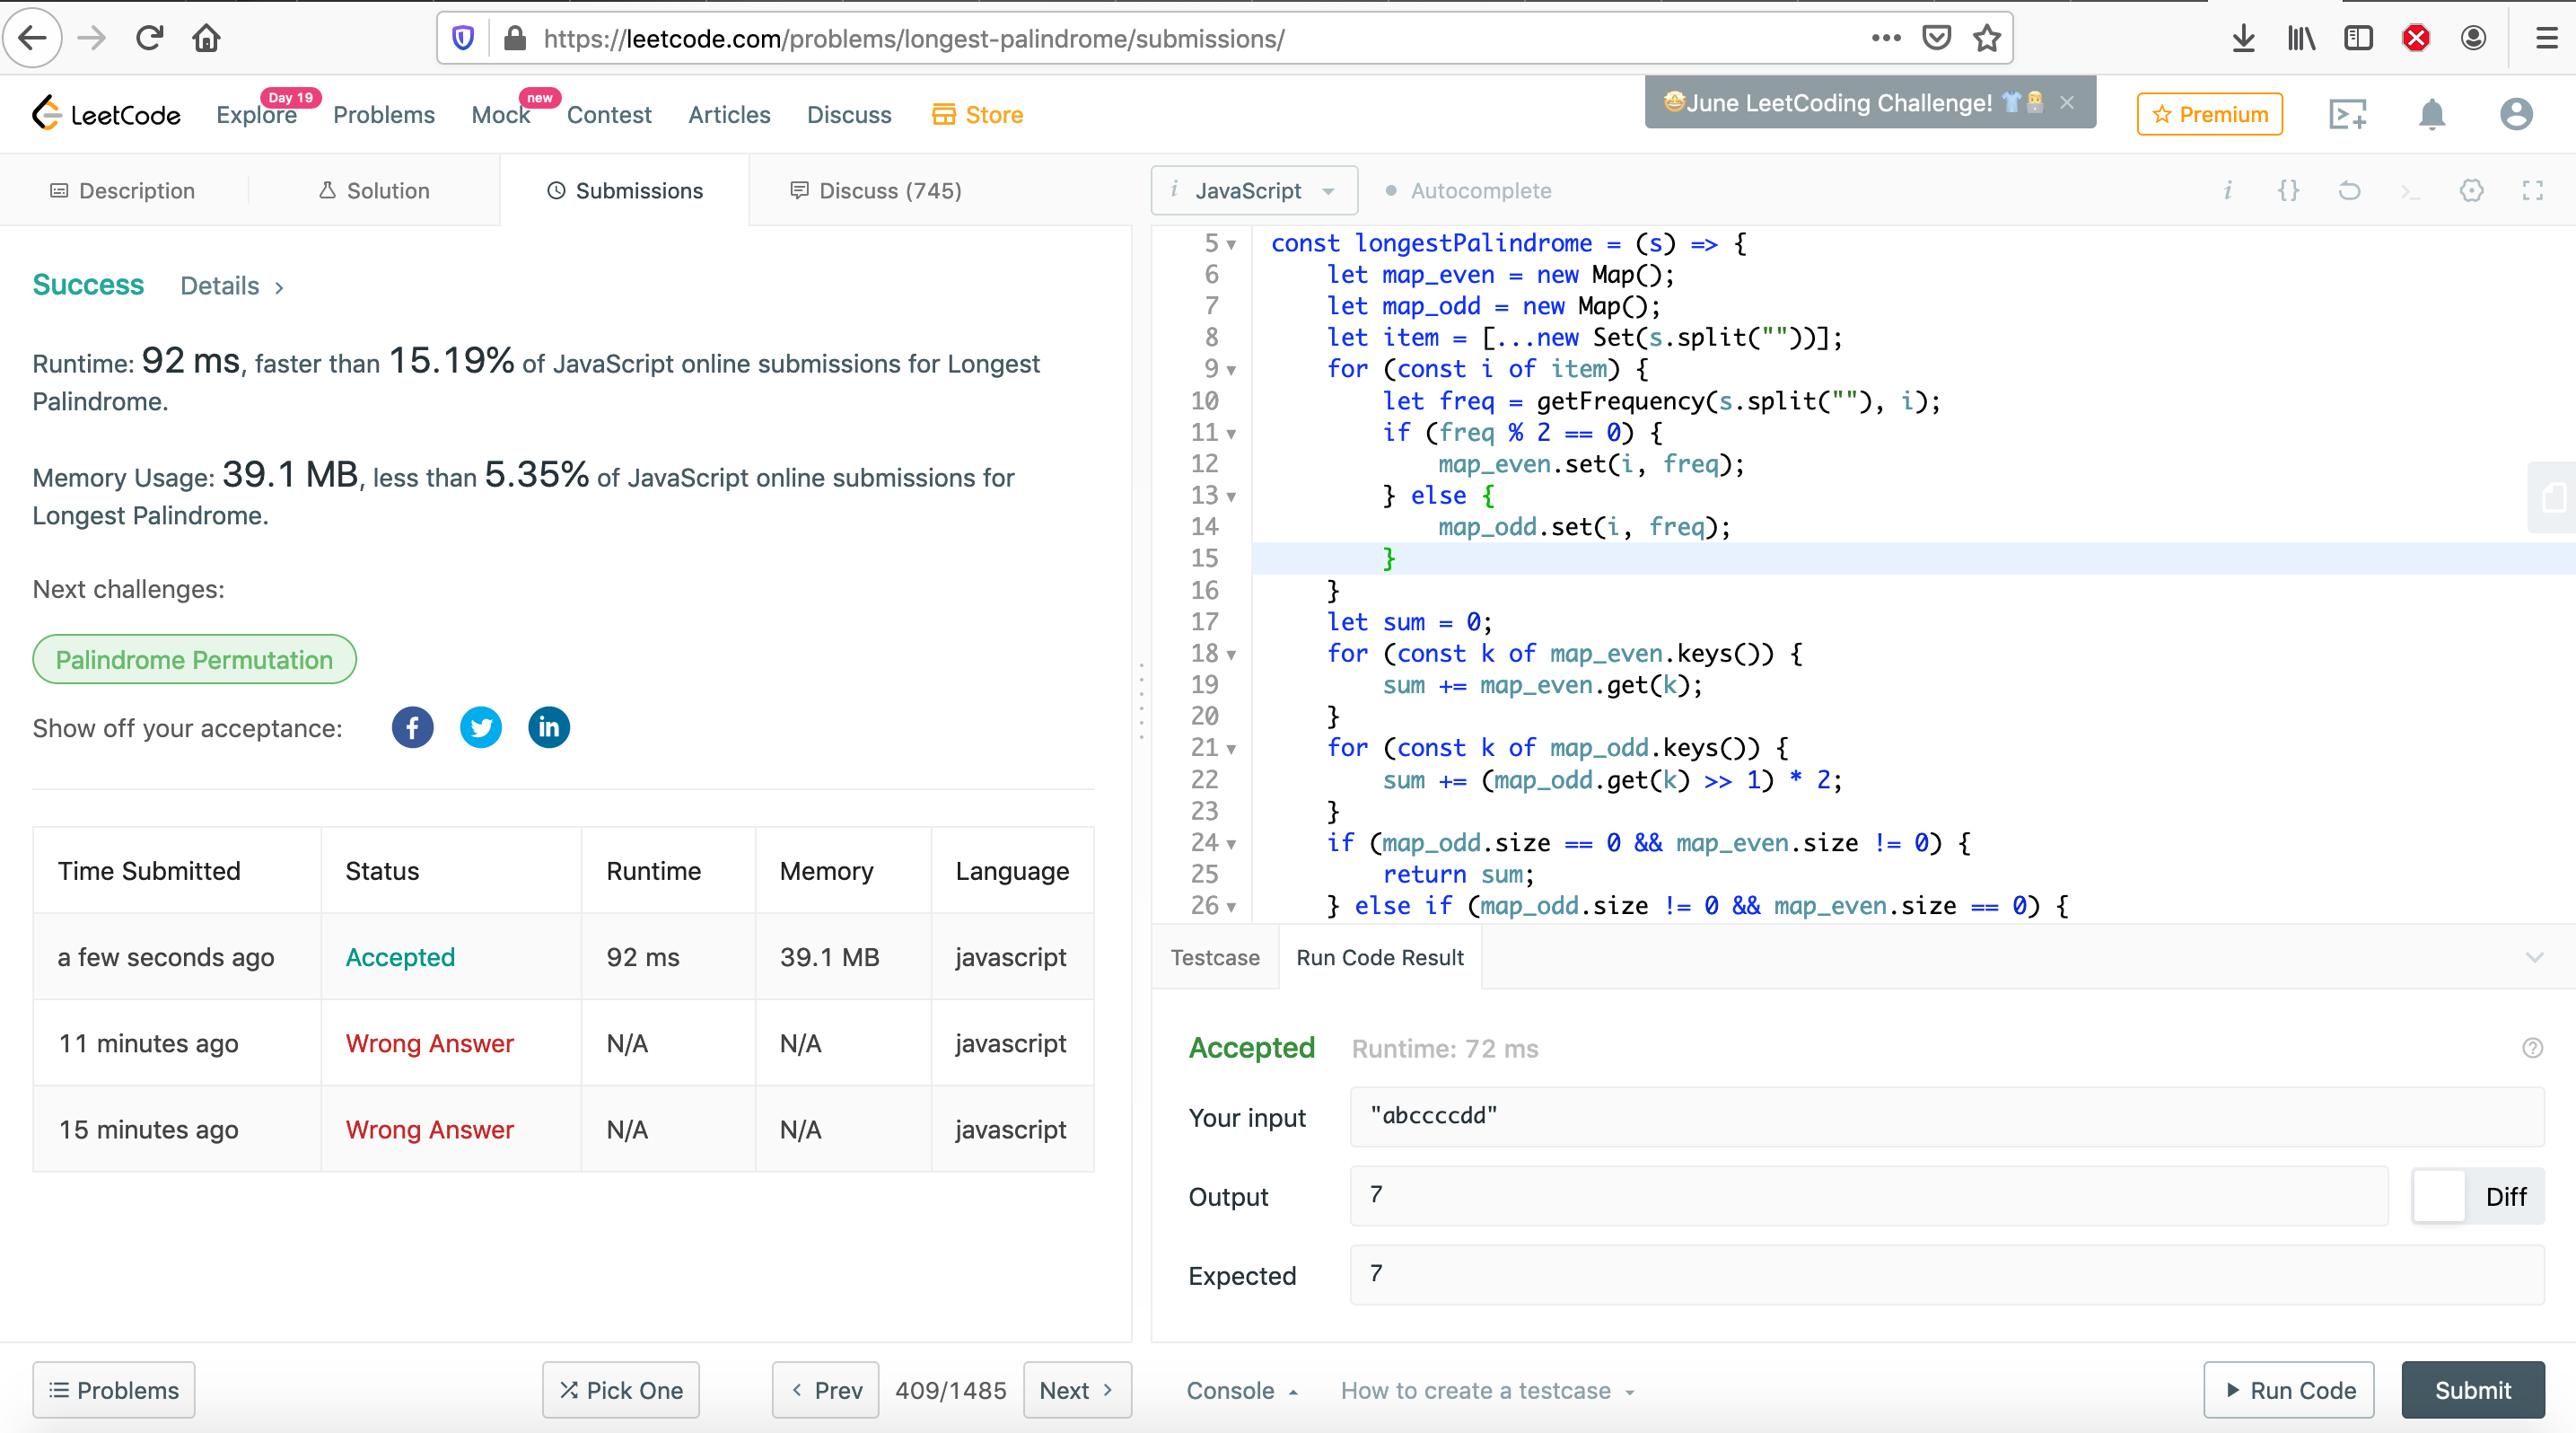 https://leetcode.com/problems/longest-palindrome/submissions/
LeetCode
Explore
Day 19
Problems
Mock
new
Contest
Articles
Discuss
Store
June LeetCoding Challenge!
Premium
Description
Solution
Submissions
Discuss (745)
i JavaScript
Autocomplete
Success Details
Runtime: 92 ms, faster than 15.19% of JavaScript online submissions for Longest
Palindrome.
Memory Usage: 39.1 MB, less than 5.35% of JavaScript online submissions for
Longest Palindrome.
Next challenges:
Palindrome Permutation
Show off your acceptance:
Time Submitted Status Runtime Memory Language
a few seconds ago Accepted 92 ms 39.1 MB javascript
11 minutes ago Wrong Answer N/A N/A javascript
15 minutes ago Wrong Answer N/A N/A javascript
Problems
Pick One
Prev
409/1485
Next
5 const longestPalindrome = (s) => {
6 let map_even = new Map();
7 let map_odd = new Map();
8 let item = [...new Set(s.split(""))];
9 for (const i of item) {
10 let freq = getFrequency(s.split(""), i);
11 if (freq % 2 == 0) {
12 map_even.set(i, freq);
13 } else {
14 map_odd.set(i, freq);
15 }
16 }
17 let sum = 0;
18 for (const k of map_even.keys()) {
19 sum += map_even.get(k);
20 }
21 for (const k of map_odd.keys()) {
22 sum += (map_odd.get(k) >> 1) * 2;
23 }
24 if (map_odd.size == 0 && map_even.size != 0) {
25 return sum;
26 } else if (map_odd.size != 0 && map_even.size == 0) {
Testcase
Run Code Result
Accepted Runtime: 72 ms
Your input "abccccdd"
Output 7
Diff
Expected 7
Console
How to create a testcase
Run Code
Submit